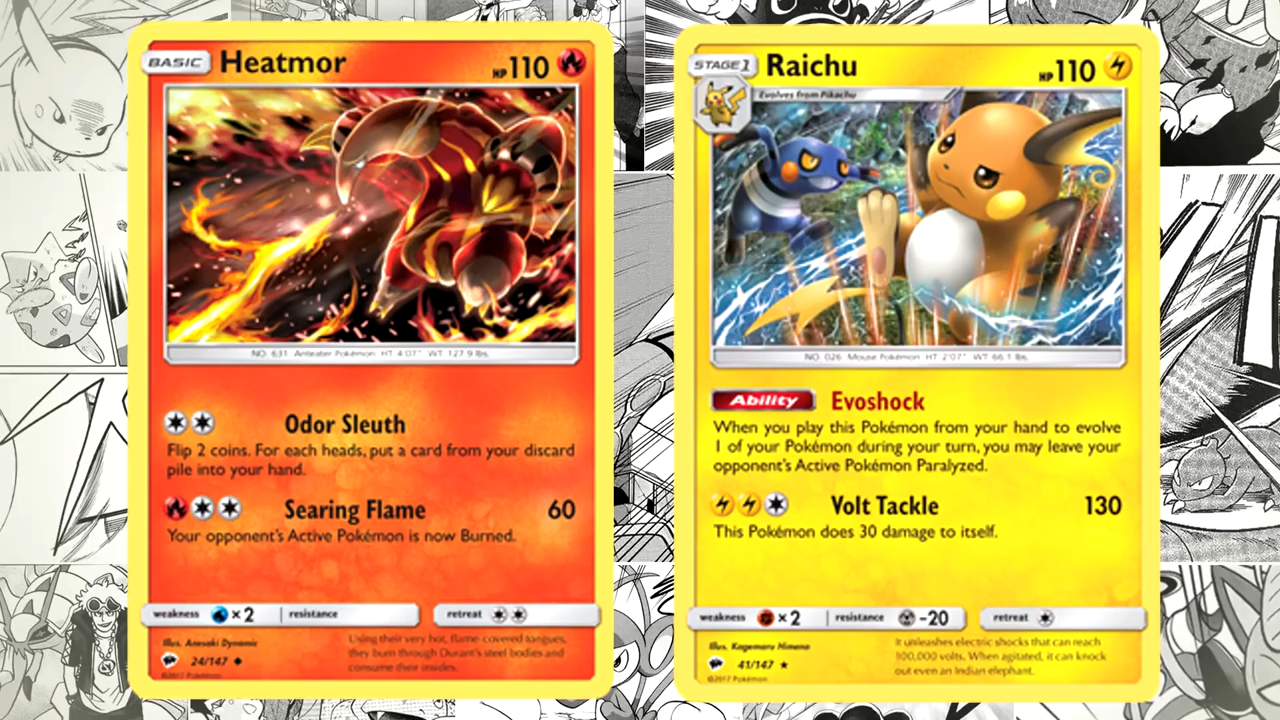 BASIC Heatmor HP110
NO. 631 Anteater Pokémon HT 4'07" WT 127.9 lbs.
Odor Sleuth
Flip 2 coins. For each heads, put a card from your discard
pile into your hand.
Searing Flame 60
Your opponent's Active Pokémon is now Burned.
weakness ×2 resistance retreat
Illus. Anesaki Dynamic
Using their very hot, flame-covered tongues,
they burn through Durant's steel bodies and
consume their insides.
24/147
©2017 Pokémon
STAGE1 Raichu HP110
Evolves from Pikachu
NO. 026 Mouse Pokémon HT 2'07" WT 66.1 lbs.
Ability Evoshock
When you play this Pokémon from your hand to evolve
1 of your Pokémon during your turn, you may leave your
opponent's Active Pokémon Paralyzed.
Volt Tackle 130
This Pokémon does 30 damage to itself.
weakness ×2 resistance -20 retreat
Illus. Kagemaru Himeno
It unleashes electric shocks that can reach
100,000 volts. When agitated, it can knock
out even an Indian elephant.
41/147
©2017 Pokémon